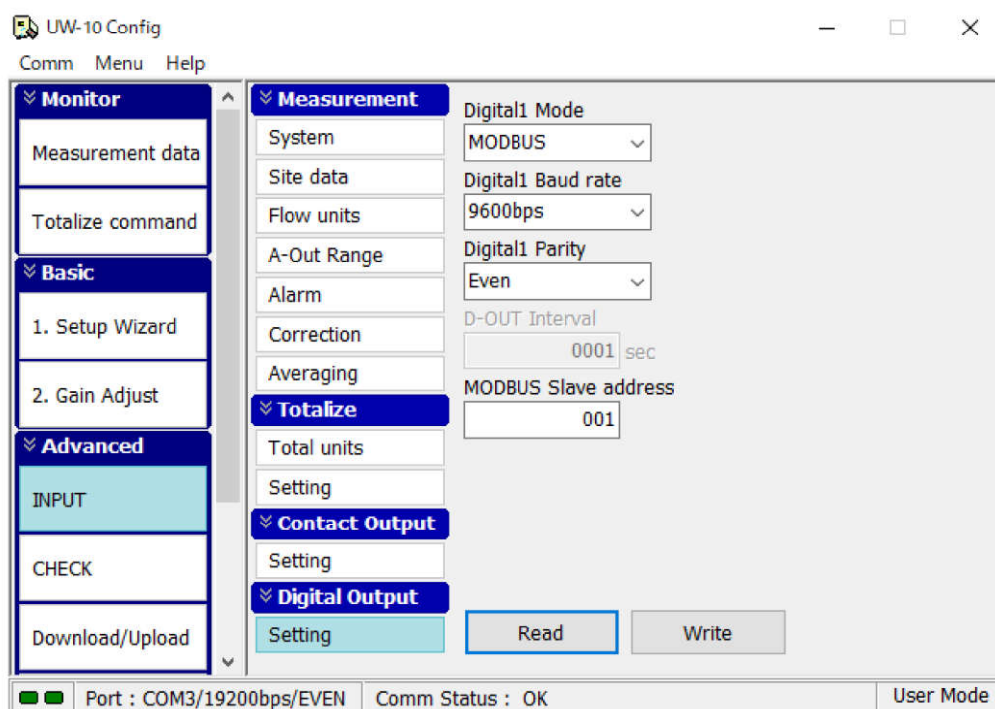 UW-10 Config
Comm Menu Help
Monitor
Measurement data
Totalize command
Basic
1. Setup Wizard
2. Gain Adjust
Advanced
INPUT
CHECK
Download/Upload
Measurement
System
Site data
Flow units
A-Out Range
Alarm
Correction
Averaging
Totalize
Total units
Setting
Contact Output
Setting
Digital Output
Setting
Digital1 Mode
MODBUS
Digital1 Baud rate
9600bps
Digital1 Parity
Even
D-OUT Interval
0001 sec
MODBUS Slave address
001
Read Write
Port : COM3/19200bps/EVEN Comm Status : OK User Mode